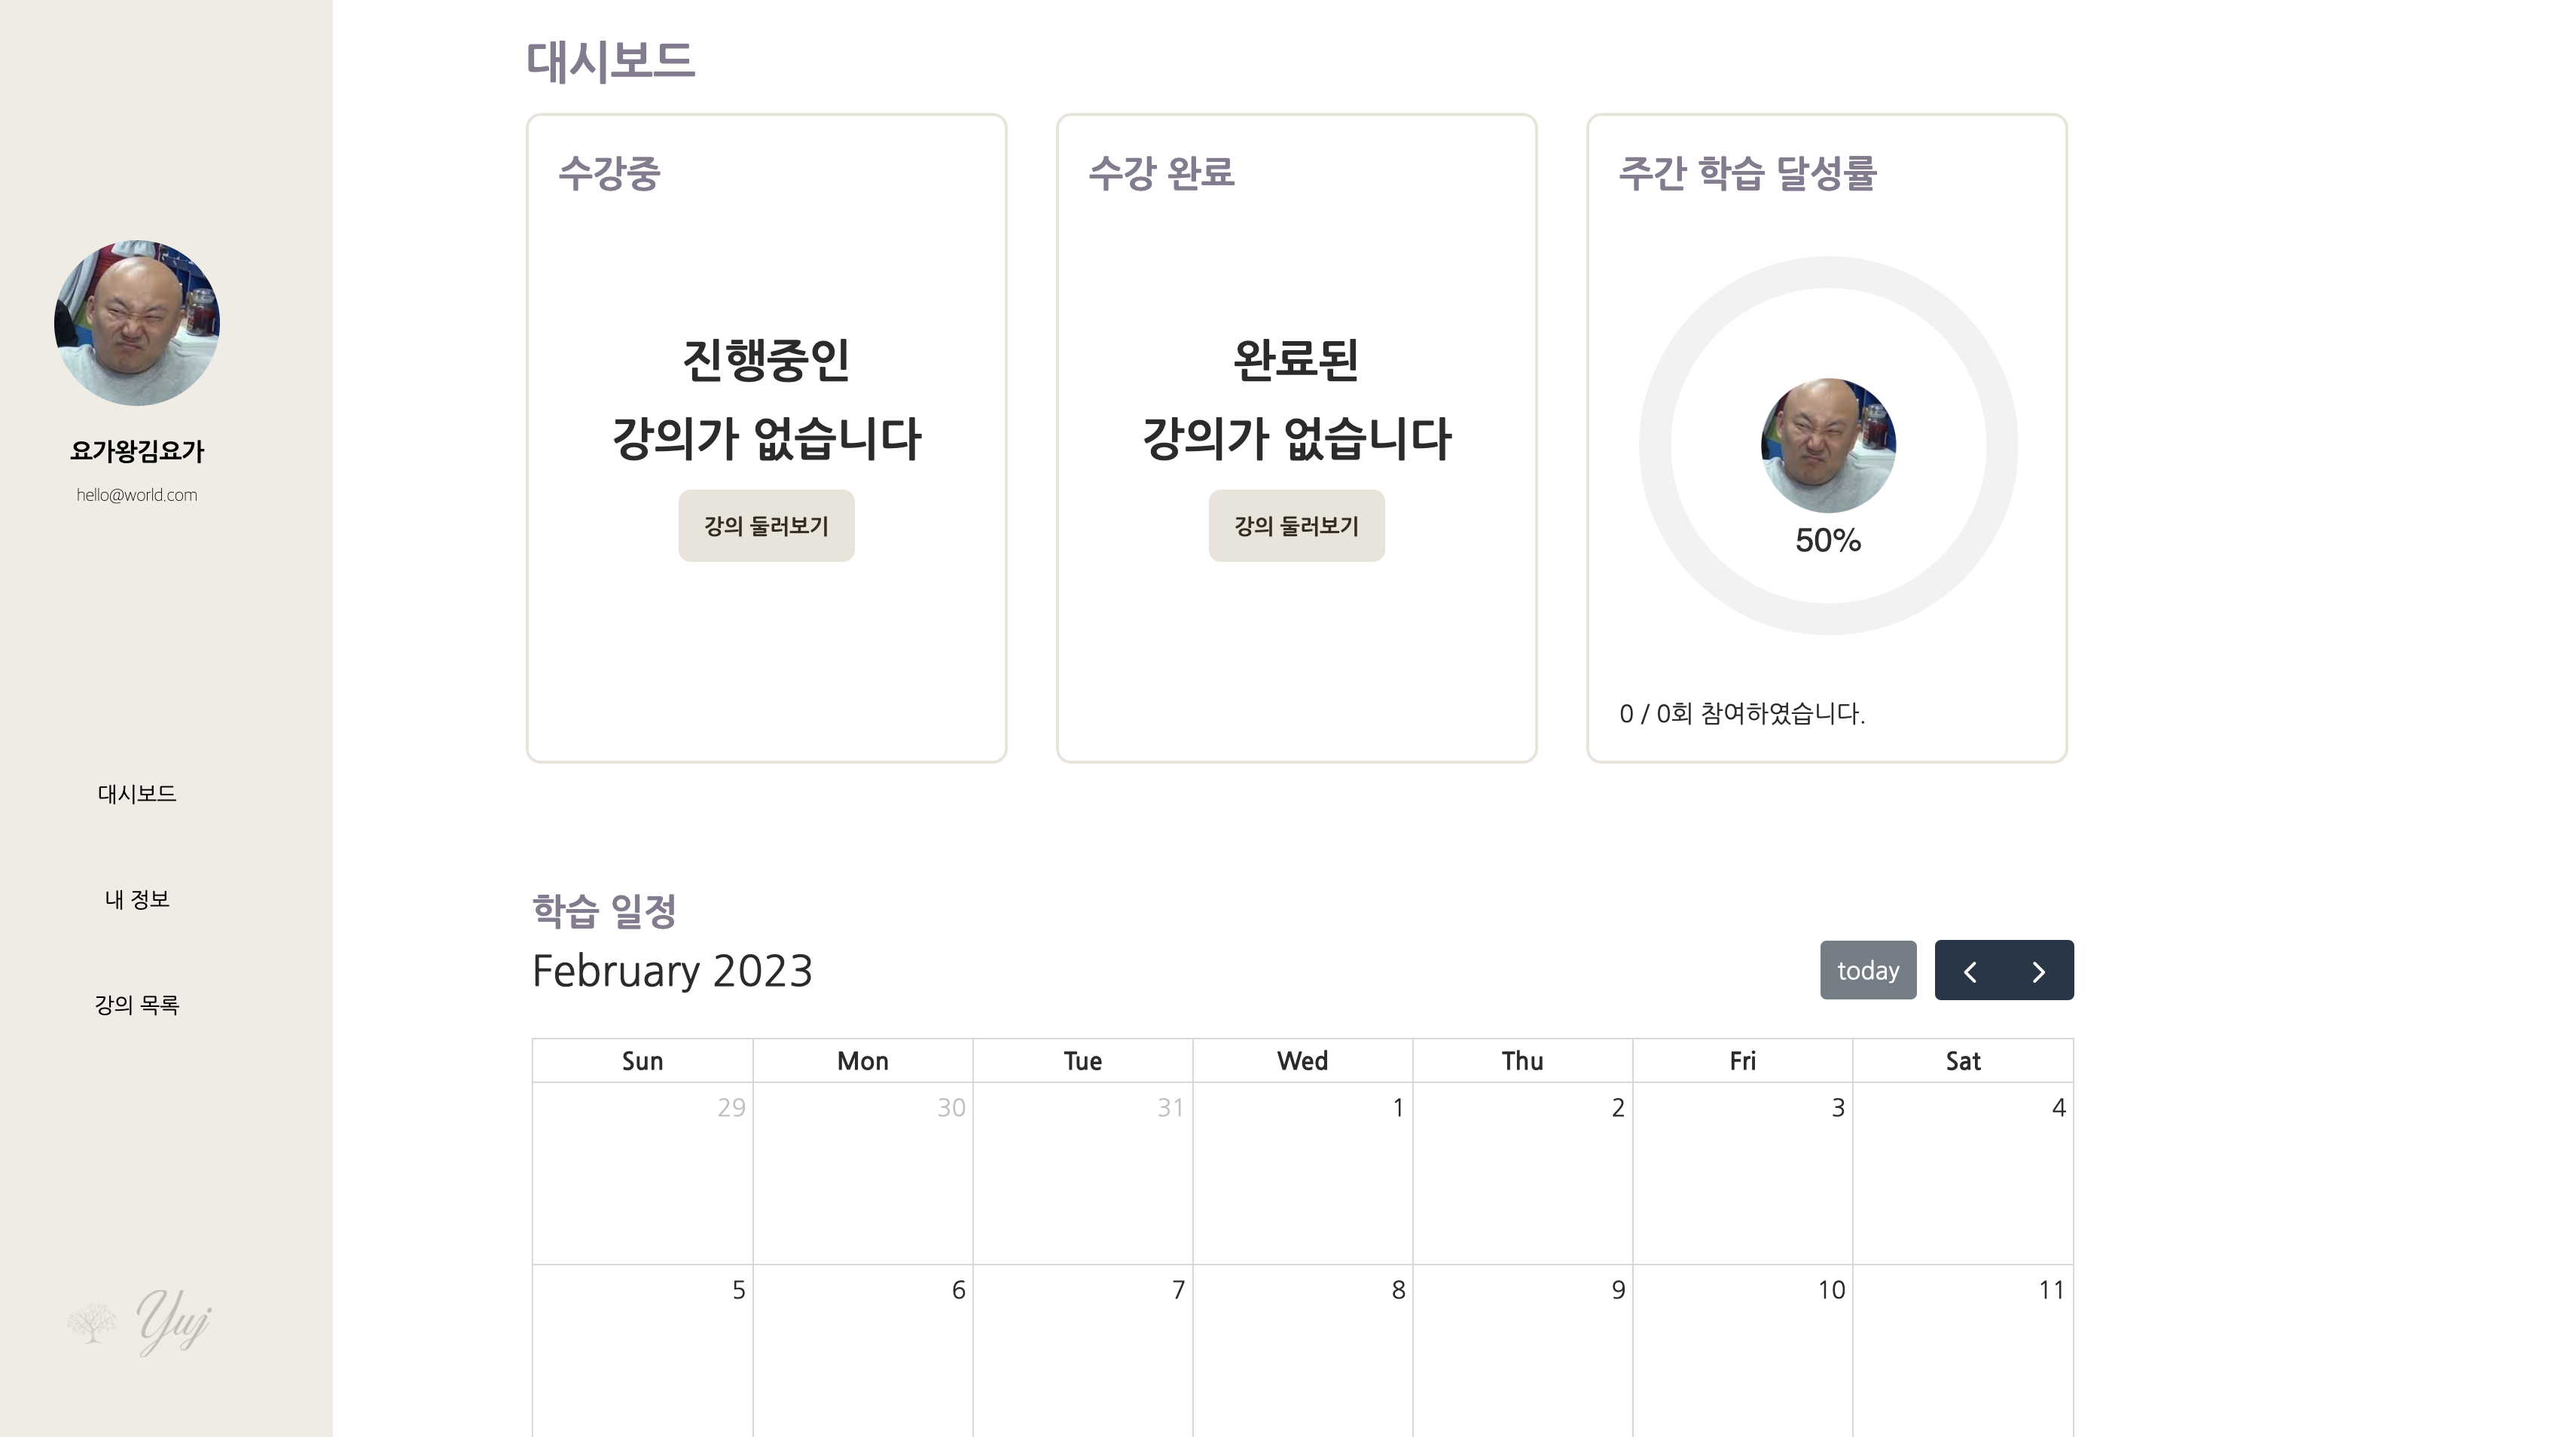 요가왕김요가
hello@world.com
대시보드
내 정보
강의 목록
Yuj
대시보드
수강중
진행중인
강의가 없습니다
강의 둘러보기
수강 완료
완료된
강의가 없습니다
강의 둘러보기
주간 학습 달성률
50%
0 / 0회 참여하였습니다.
학습 일정
February 2023
today
Sun Mon Tue Wed Thu Fri Sat
29 30 31 1 2 3 4
5 6 7 8 9 10 11